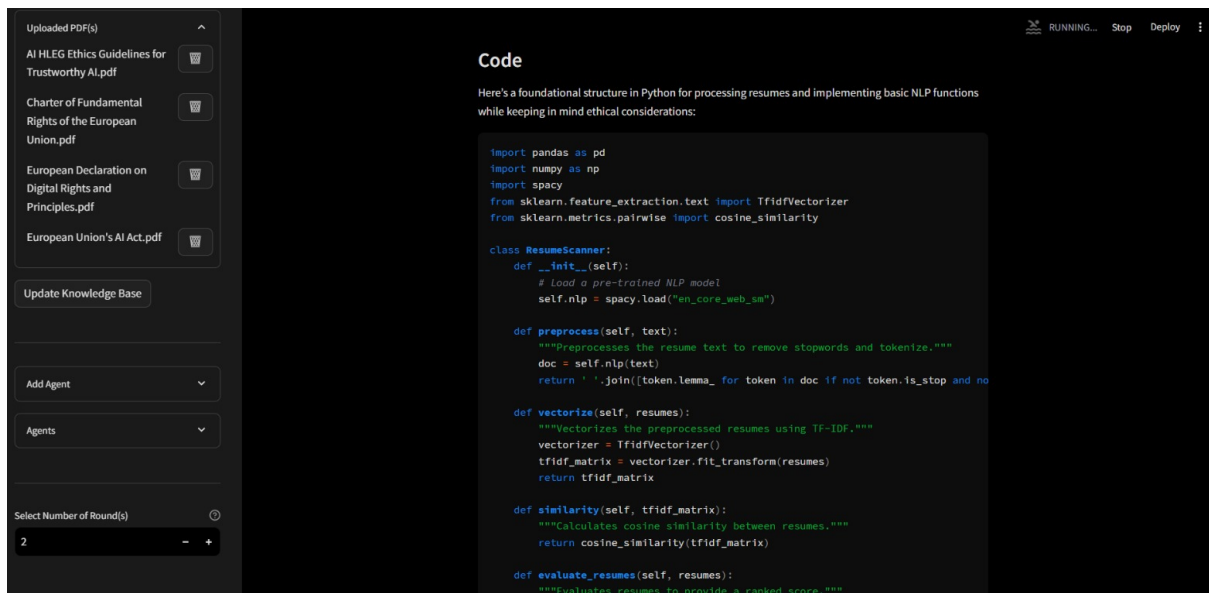 Uploaded PDF(s)
AI HLEG Ethics Guidelines for
Trustworthy AI.pdf
Charter of Fundamental
Rights of the European
Union.pdf
European Declaration on
Digital Rights and
Principles.pdf
European Union's AI Act.pdf
Update Knowledge Base
Add Agent
Agents
Select Number of Round(s)
2
- +
RUNNING... Stop Deploy
Code
Here's a foundational structure in Python for processing resumes and implementing basic NLP functions
while keeping in mind ethical considerations:
import pandas as pd
import numpy as np
import spacy
from sklearn.feature_extraction.text import TfidfVectorizer
from sklearn.metrics.pairwise import cosine_similarity
class ResumeScanner:
    def __init__(self):
        # Load a pre-trained NLP model
        self.nlp = spacy.load("en_core_web_sm")
    def preprocess(self, text):
        """Preprocesses the resume text to remove stopwords and tokenize."""
        doc = self.nlp(text)
        return ' '.join([token.lemma_ for token in doc if not token.is_stop and no
    def vectorize(self, resumes):
        """Vectorizes the preprocessed resumes using TF-IDF."""
        vectorizer = TfidfVectorizer()
        tfidf_matrix = vectorizer.fit_transform(resumes)
        return tfidf_matrix
    def similarity(self, tfidf_matrix):
        """Calculates cosine similarity between resumes."""
        return cosine_similarity(tfidf_matrix)
    def evaluate_resumes(self, resumes):
        """Evaluates resumes to provide a ranked score."""